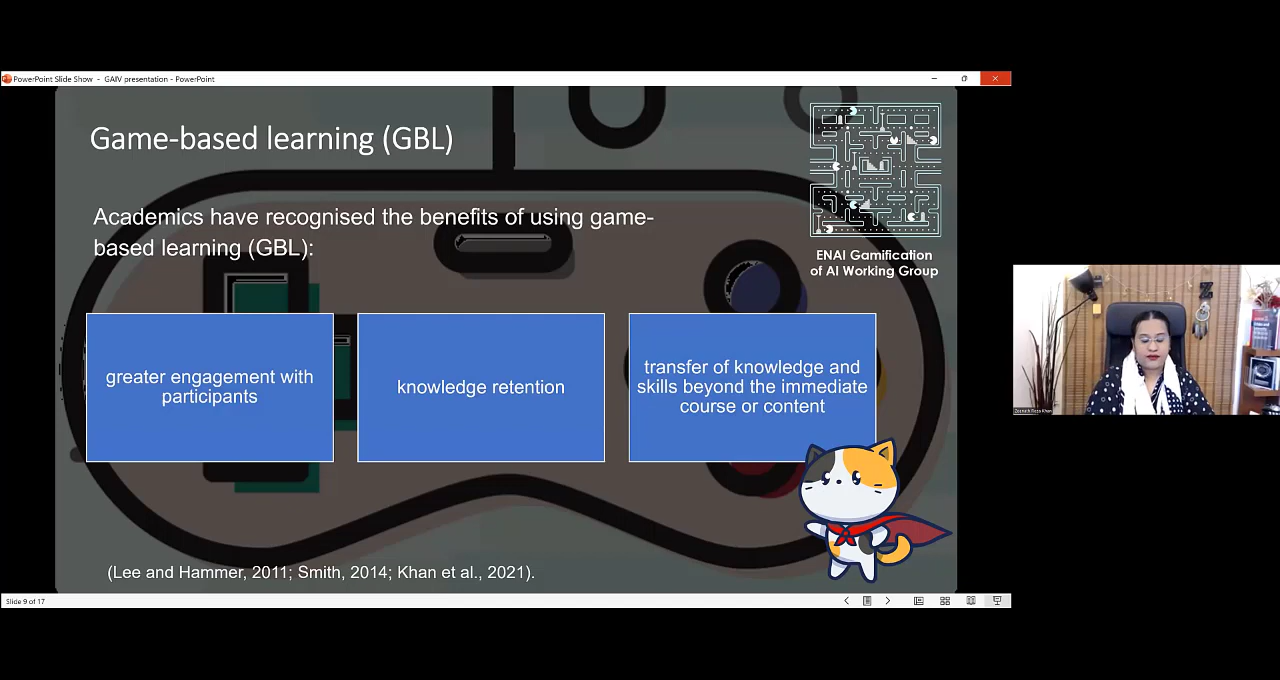 PowerPoint Slide Show - GAIV presentation - PowerPoint
Game-based learning (GBL)
Academics have recognised the benefits of using game-
based learning (GBL):
ENAI Gamification
of AI Working Group
greater engagement with
participants
knowledge retention
transfer of knowledge and
skills beyond the immediate
course or content
(Lee and Hammer, 2011; Smith, 2014; Khan et al., 2021).
Slide 9 of 17
Zeenath Reza Khan
Z